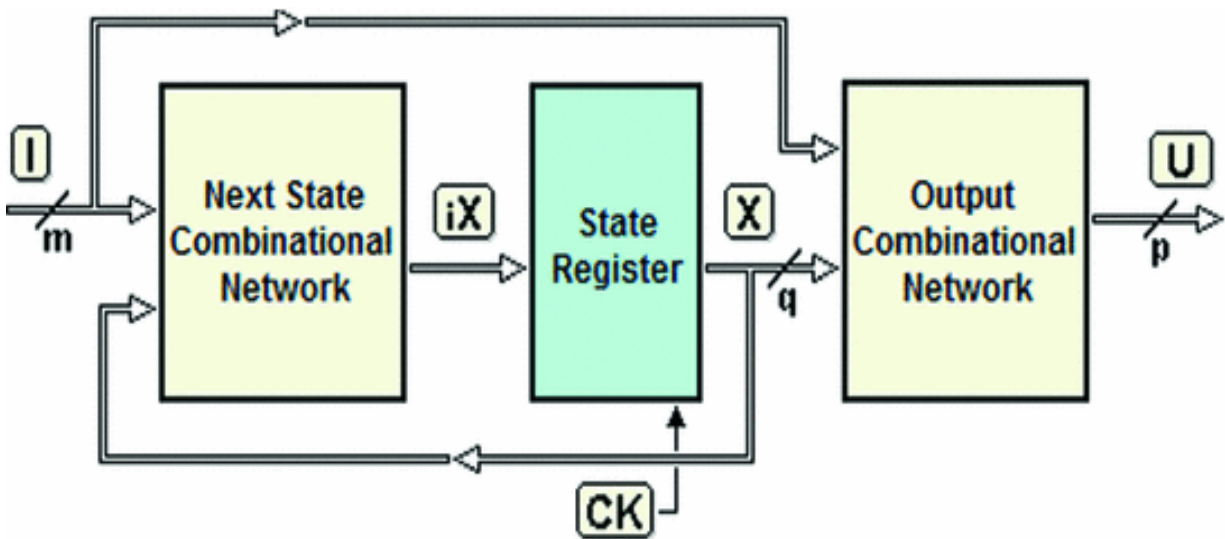 I
m
Next State
Combinational
Network
iX
State
Register
X
q
Output
Combinational
Network
U
p
CK